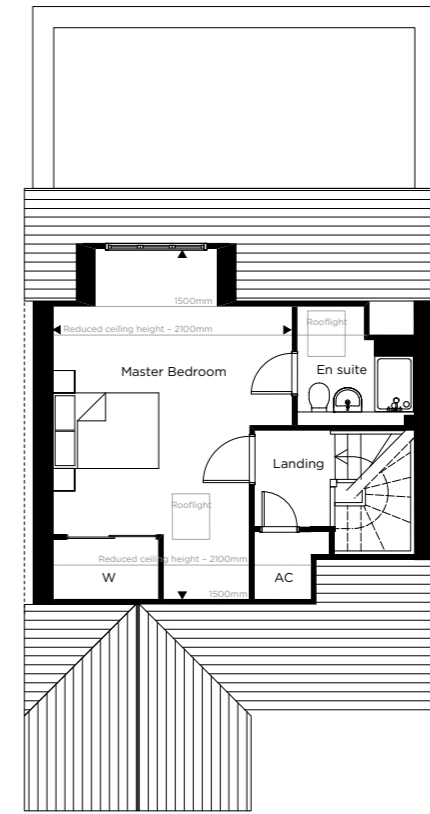 1500mm
Reduced ceiling height – 2100mm
Rooflight
Master Bedroom
En suite
Landing
Rooflight
Reduced ceiling height – 2100mm
W
AC
1500mm